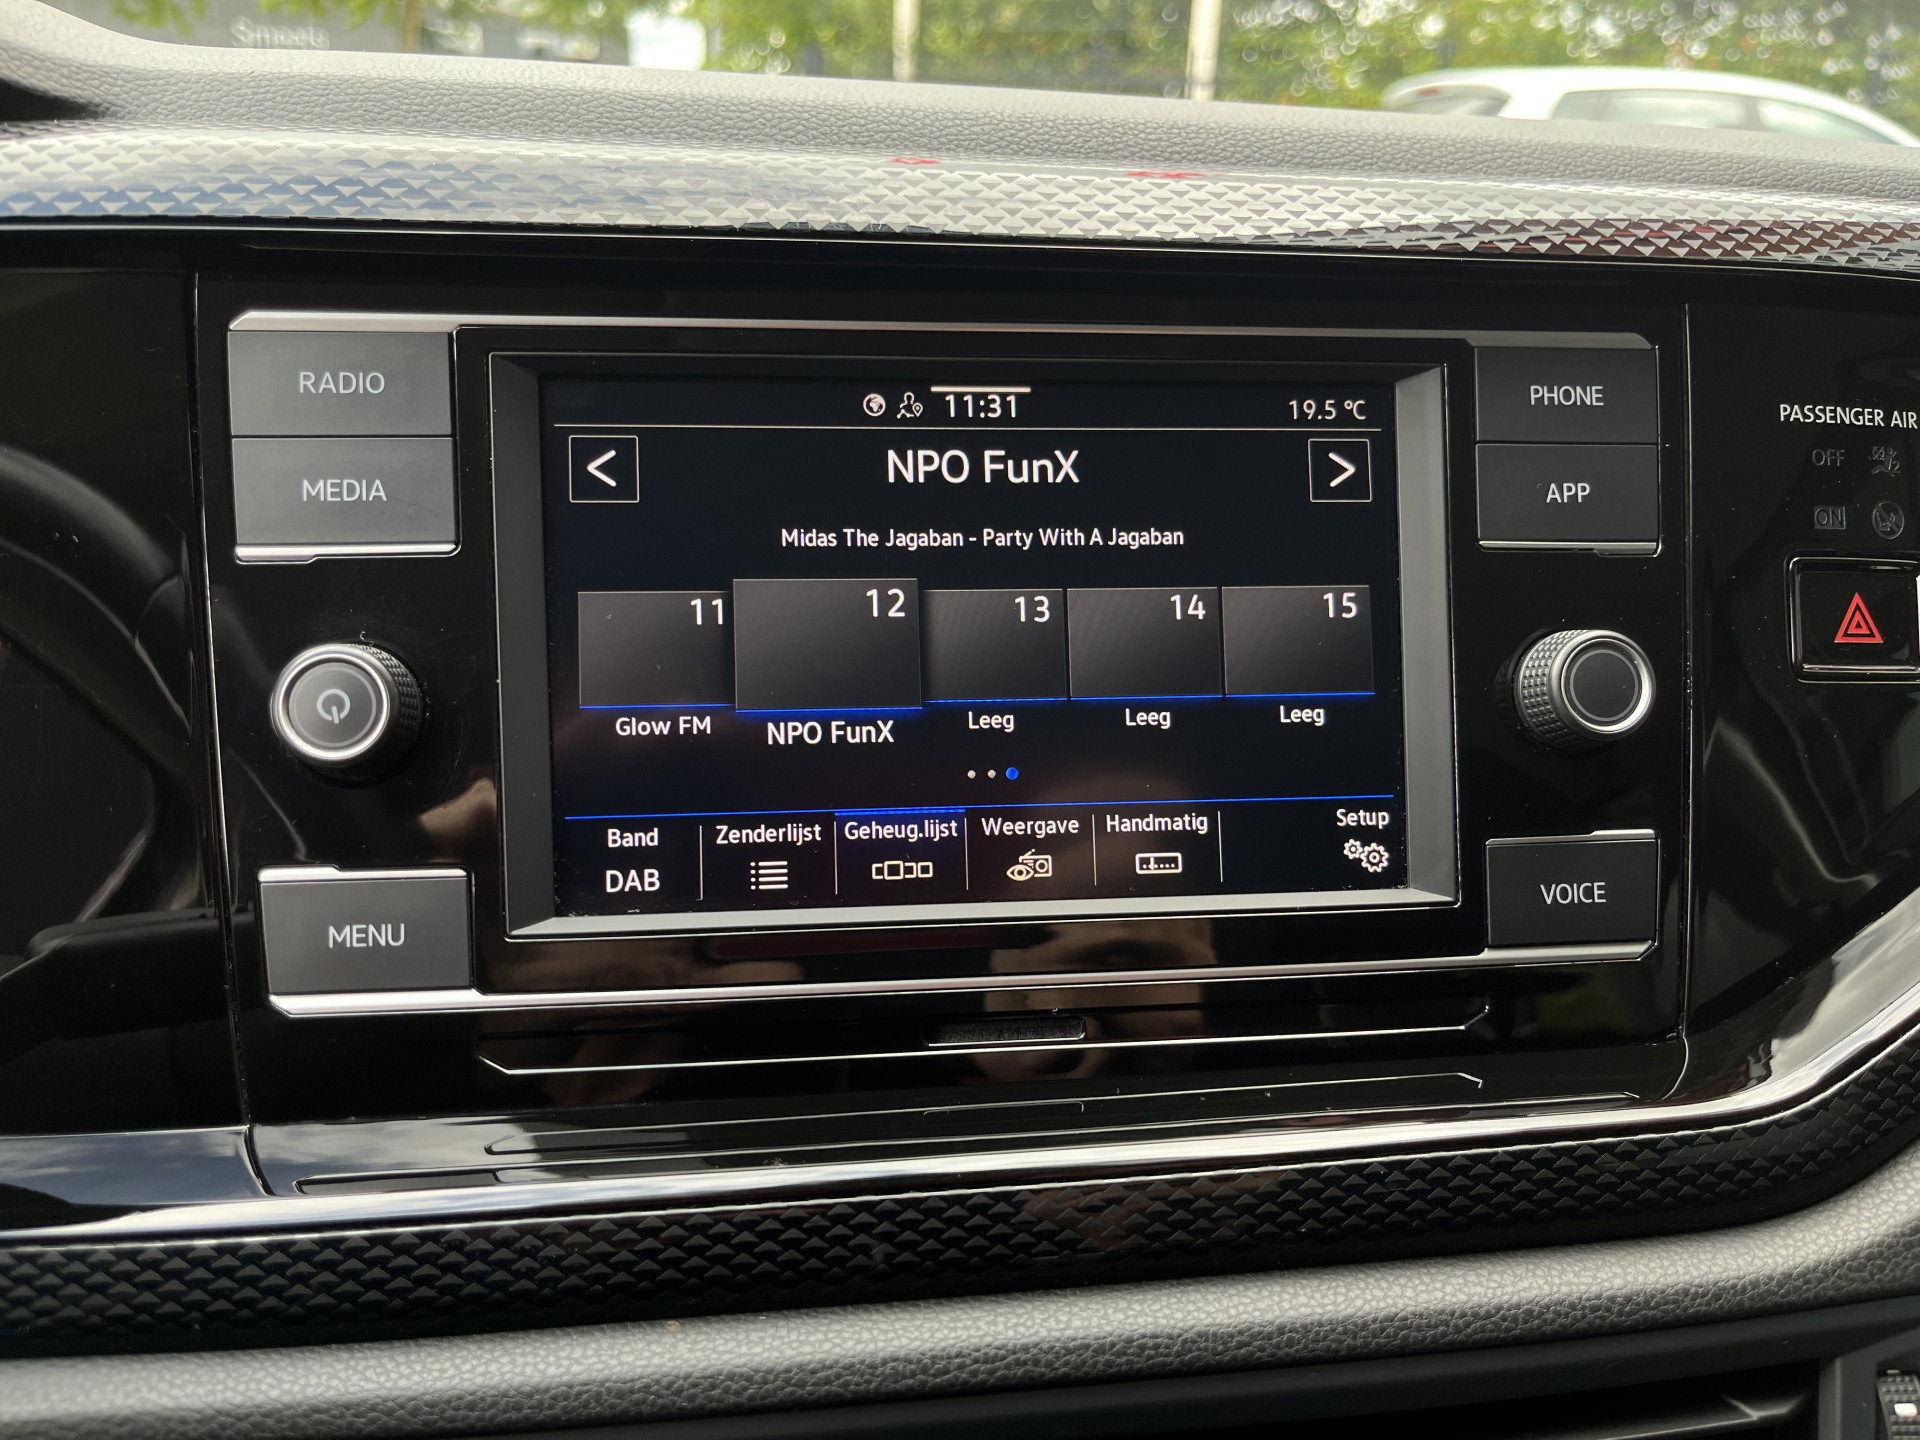 Smeets
RADIO
MEDIA
MENU
11:31
19.5 °C
<
NPO FunX
>
Midas The Jagaban - Party With A Jagaban
11
12
13
14
15
Glow FM
NPO FunX
Leeg
Leeg
Leeg
Band
DAB
Zenderlijst
Geheug.lijst
Weergave
Handmatig
Setup
PHONE
APP
VOICE
PASSENGER AIR
OFF
ON